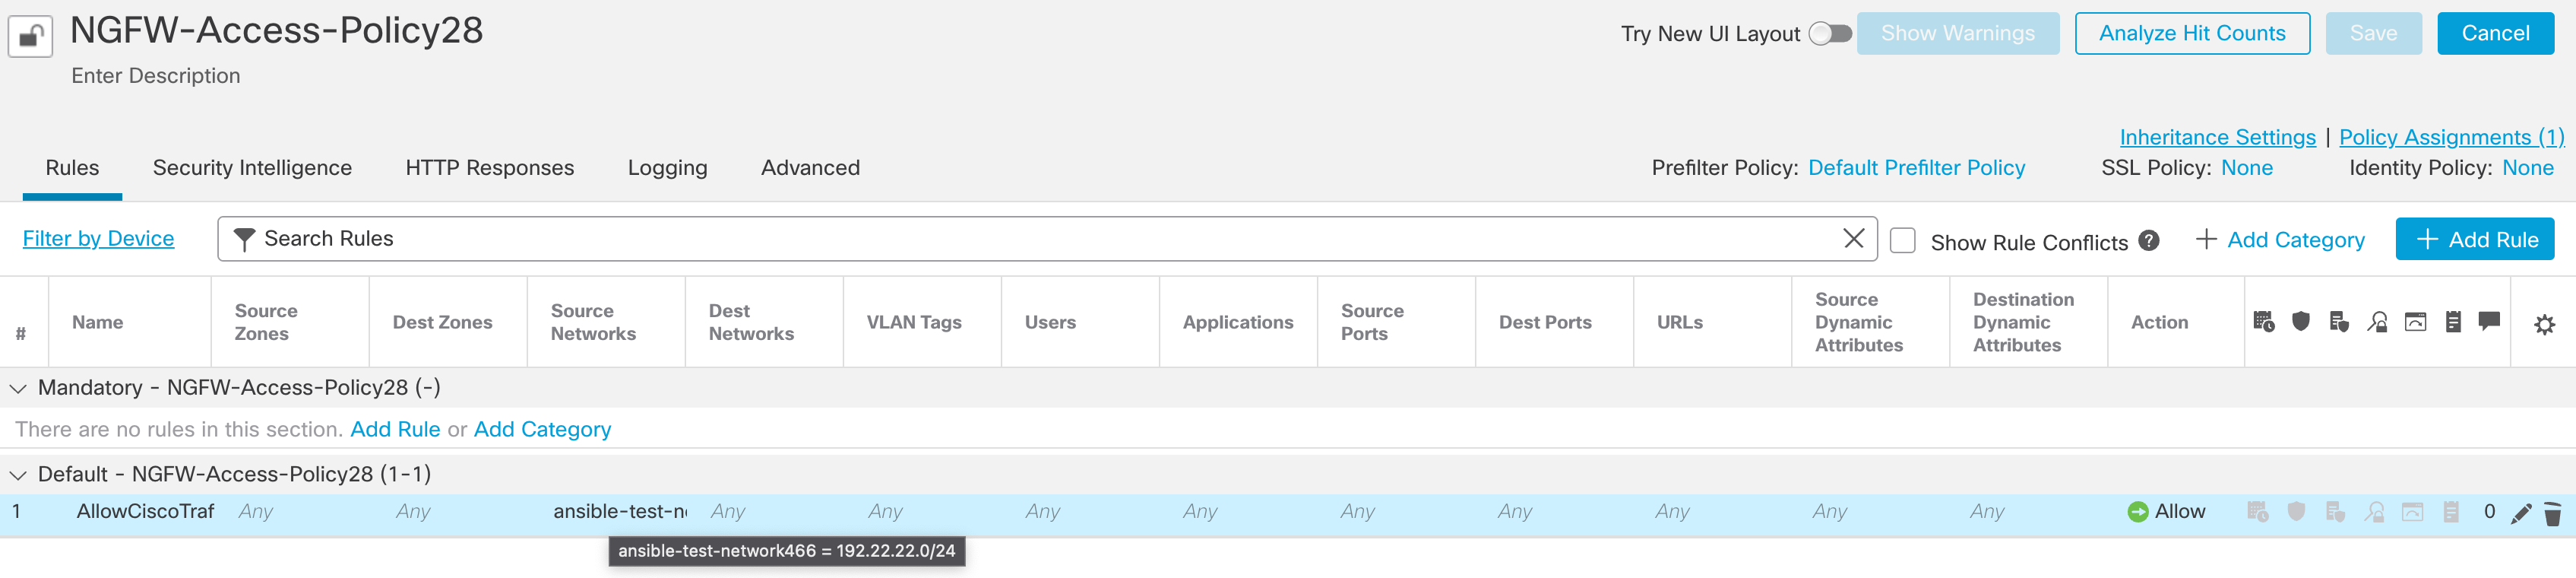 NGFW-Access-Policy28
Try New UI Layout Show Warnings Analyze Hit Counts Save Cancel
Enter Description
Inheritance Settings | Policy Assignments (1)
Rules Security Intelligence HTTP Responses Logging Advanced Prefilter Policy: Default Prefilter Policy SSL Policy: None Identity Policy: None
Filter by Device Search Rules Show Rule Conflicts ? + Add Category + Add Rule
# Name Source Zones Dest Zones Source Networks Dest Networks VLAN Tags Users Applications Source Ports Dest Ports URLs Source Dynamic Attributes Destination Dynamic Attributes Action
Mandatory - NGFW-Access-Policy28 (-)
There are no rules in this section. Add Rule or Add Category
Default - NGFW-Access-Policy28 (1-1)
1 AllowCiscoTraf Any Any ansible-test-n Any Any Any Any Any Any Any Any Any Allow 0
ansible-test-network466 = 192.22.22.0/24